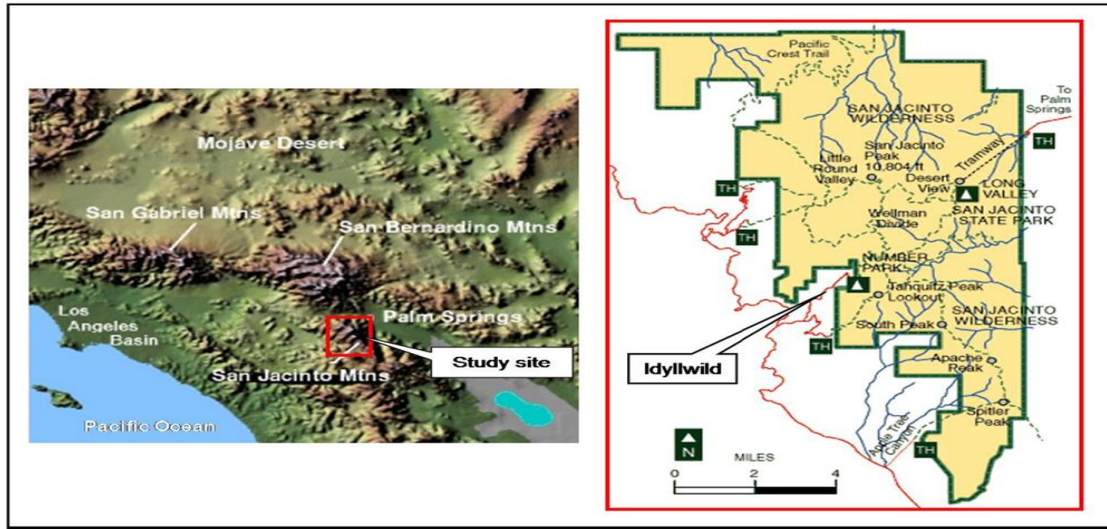 Mojave Desert
San Gabriel Mtns
San Bernardino Mtns
Los
Angeles
Basin
Palm Springs
Study site
San Jacinto Mtns
Pacific Ocean
Pacific
Crest Trail
To
Palm
Springs
SAN JACINTO
WILDERNESS
TH
Tramway
San Jacinto
Peak
10,804 ft
Little
Round
Valley
Desert
View
LONG
VALLEY
TH
SAN JACINTO
STATE PARK
Wellman
Divide
TH
NUMBER
PARK
Tahquitz Peak
Lookout
SAN JACINTO
WILDERNESS
South Peak
TH
Idyllwild
Apache
Peak
Spitler
Peak
Apple Tree
Canyon
TH
N
MILES
0 2 4